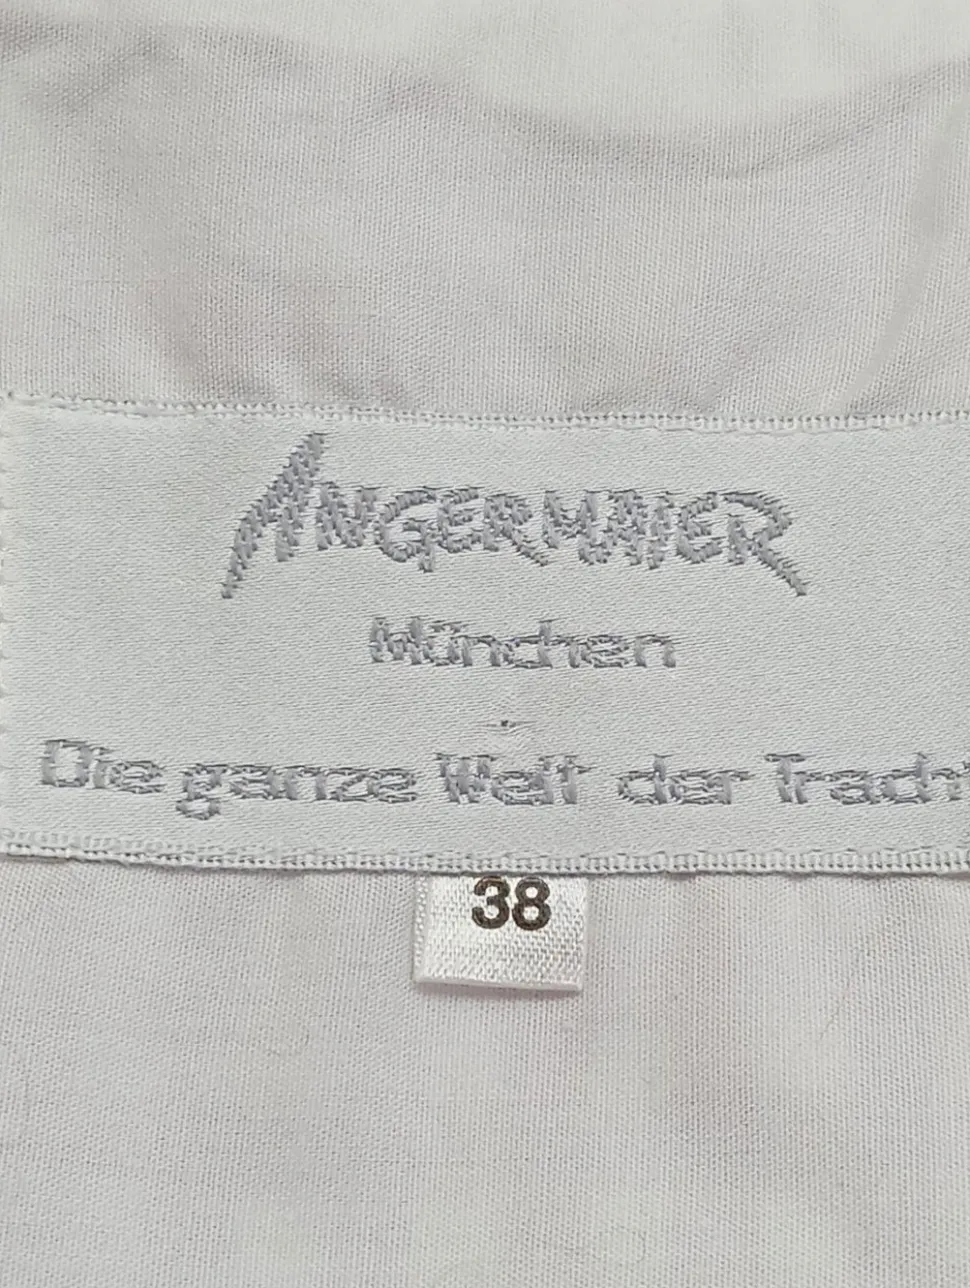 ANGERMAIER
München
Die ganze Welt der Tracht
38